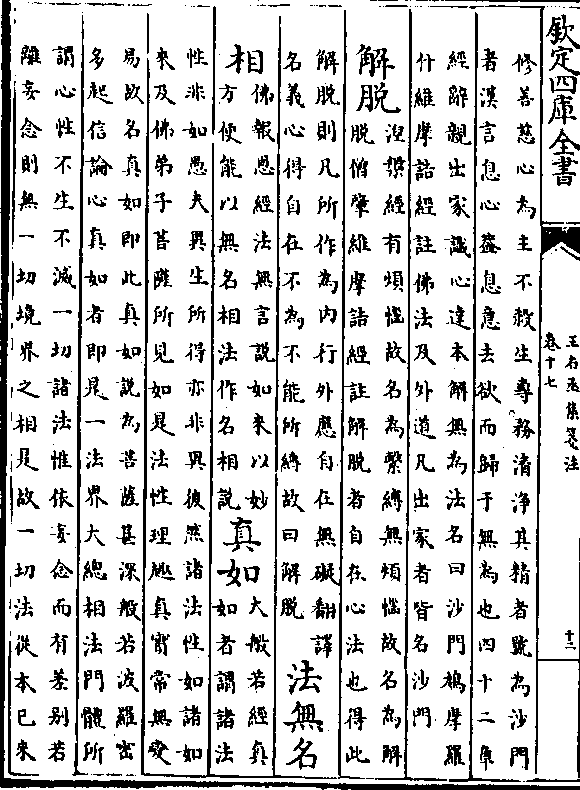 欽定四庫全書
王右丞集箋注
卷十七
十二
修善慈心為主不殺生専務清淨其精者號為沙門
者漢言息心葢息意去欲而歸于無為也四十二章
經辭親出家識心達本解無為法名曰沙門鳩摩羅
什維摩詰經註佛法及外道凡出家者皆名沙門
解脱
涅槃經有煩惱故名為繫縛無煩惱故名為解
脱僧肇維摩詰經註解脱者自在心法也得此
解脱則凡所作為內行外應自在無礙翻譯
名義心得自在不為不能所縛故曰解脱
法無名
相
佛報恩經法無言說如來以妙
方便能以無名相法作名相說
真如
大般若經真
如者謂諸法
性非如愚夫異生所得亦非異彼然諸法性如諸如
來及佛弟子菩薩所見如是法性理趣真實常無變
易故名真如即此真如說為菩薩甚深般若波羅密
多起信論心真如者即是一法界大總相法門體所
謂心性不生不滅一切諸法惟依妄念而有差别若
離妄念則無一切境界之相是故一切法從本已來